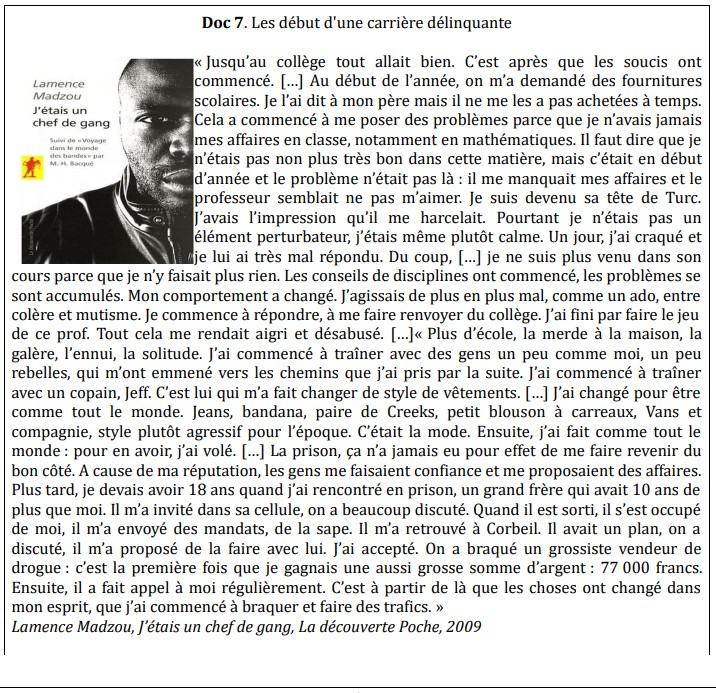 Doc 7. Les début d'une carrière délinquante
Lamence
Madzou
J'étais un
chef de gang
Suivi de « Voyage
dans le monde
des bandes » par
M.-H. Bacqué
« Jusqu'au collège tout allait bien. C'est après que les soucis ont
commencé. […] Au début de l'année, on m'a demandé des fournitures
scolaires. Je l'ai dit à mon père mais il ne me les a pas achetées à temps.
Cela a commencé à me poser des problèmes parce que je n'avais jamais
mes affaires en classe, notamment en mathématiques. Il faut dire que je
n'étais pas non plus très bon dans cette matière, mais c'était en début
d'année et le problème n'était pas là : il me manquait mes affaires et le
professeur semblait ne pas m'aimer. Je suis devenu sa tête de Turc.
J'avais l'impression qu'il me harcelait. Pourtant je n'étais pas un
élément perturbateur, j'étais même plutôt calme. Un jour, j'ai craqué et
je lui ai très mal répondu. Du coup, […] je ne suis plus venu dans son
cours parce que je n'y faisait plus rien. Les conseils de disciplines ont commencé, les problèmes se
sont accumulés. Mon comportement a changé. J'agissais de plus en plus mal, comme un ado, entre
colère et mutisme. Je commence à répondre, à me faire renvoyer du collège. J'ai fini par faire le jeu
de ce prof. Tout cela me rendait aigri et désabusé. […]« Plus d'école, la merde à la maison, la
galère, l'ennui, la solitude. J'ai commencé à traîner avec des gens un peu comme moi, un peu
rebelles, qui m'ont emmené vers les chemins que j'ai pris par la suite. J'ai commencé à traîner
avec un copain, Jeff. C'est lui qui m'a fait changer de style de vêtements. […] J'ai changé pour être
comme tout le monde. Jeans, bandana, paire de Creeks, petit blouson à carreaux, Vans et
compagnie, style plutôt agressif pour l'époque. C'était la mode. Ensuite, j'ai fait comme tout le
monde : pour en avoir, j'ai volé. […] La prison, ça n'a jamais eu pour effet de me faire revenir du
bon côté. A cause de ma réputation, les gens me faisaient confiance et me proposaient des affaires.
Plus tard, je devais avoir 18 ans quand j'ai rencontré en prison, un grand frère qui avait 10 ans de
plus que moi. Il m'a invité dans sa cellule, on a beaucoup discuté. Quand il est sorti, il s'est occupé
de moi, il m'a envoyé des mandats, de la sape. Il m'a retrouvé à Corbeil. Il avait un plan, on a
discuté, il m'a proposé de la faire avec lui. J'ai accepté. On a braqué un grossiste vendeur de
drogue : c'est la première fois que je gagnais une aussi grosse somme d'argent : 77 000 francs.
Ensuite, il a fait appel à moi régulièrement. C'est à partir de là que les choses ont changé dans
mon esprit, que j'ai commencé à braquer et faire des trafics. »
Lamence Madzou, J'étais un chef de gang, La découverte Poche, 2009